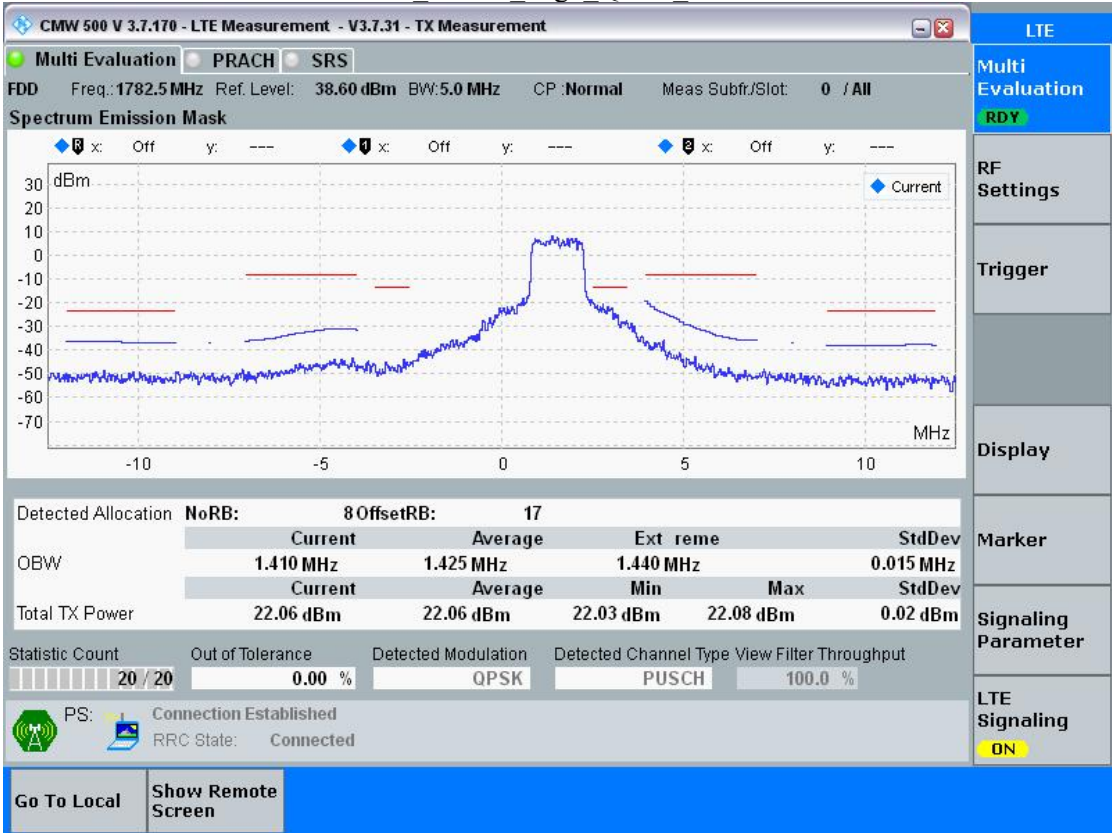 CMW 500 V 3.7.170 - LTE Measurement - V3.7.31 - TX Measurement
LTE
Multi Evaluation PRACH SRS
Multi Evaluation
RDY
FDD Freq.: 1782.5 MHz Ref. Level: 38.60 dBm BW: 5.0 MHz CP : Normal Meas Subfr./Slot: 0 / All
Spectrum Emission Mask
R x: Off y: --- 1 x: Off y: --- 2 x: Off y: ---
dBm
Current
30
20
10
0
-10
-20
-30
-40
-50
-60
-70
MHz
-10 -5 0 5 10
RF Settings
Trigger
Display
Marker
Signaling Parameter
LTE Signaling
ON
Detected Allocation NoRB: 8 OffsetRB: 17
Current Average Ext reme StdDev
OBW 1.410 MHz 1.425 MHz 1.440 MHz 0.015 MHz
Current Average Min Max StdDev
Total TX Power 22.06 dBm 22.06 dBm 22.03 dBm 22.08 dBm 0.02 dBm
Statistic Count Out of Tolerance Detected Modulation Detected Channel Type View Filter Throughput
20 / 20 0.00 % QPSK PUSCH 100.0 %
PS: Connection Established
RRC State: Connected
Go To Local
Show Remote Screen